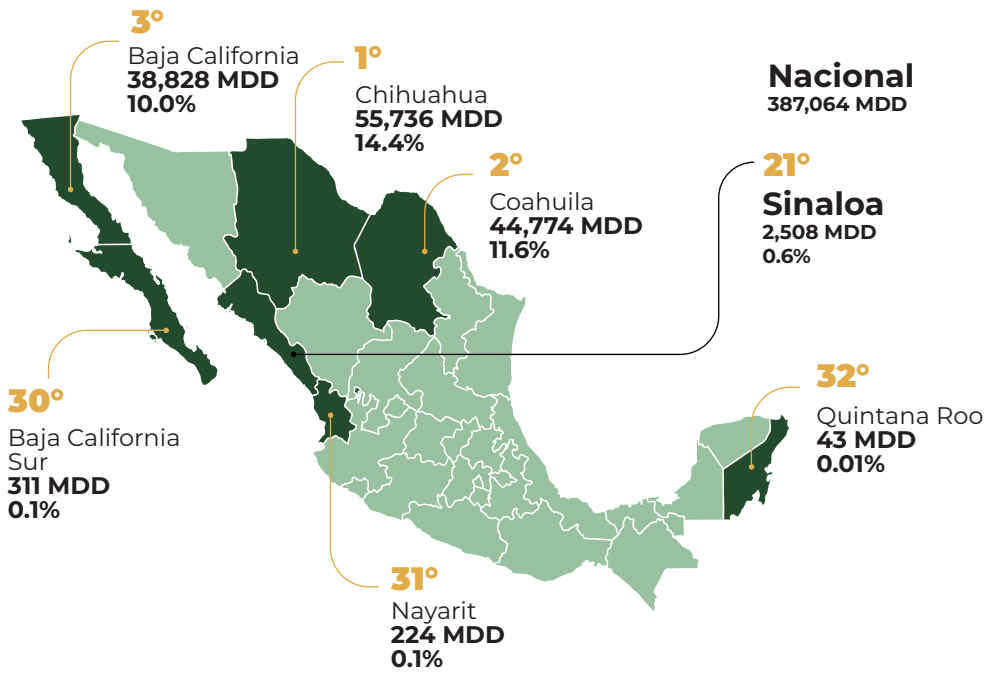 3°
Baja California
38,828 MDD
10.0%
1°
Chihuahua
55,736 MDD
14.4%
Nacional
387,064 MDD
2°
Coahuila
44,774 MDD
11.6%
21°
Sinaloa
2,508 MDD
0.6%
30°
Baja California
Sur
311 MDD
0.1%
32°
Quintana Roo
43 MDD
0.01%
31°
Nayarit
224 MDD
0.1%